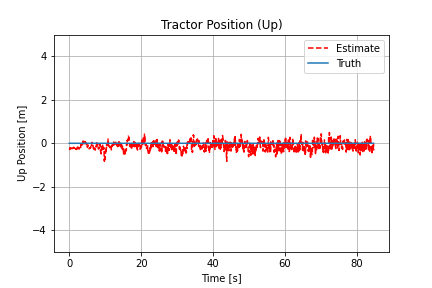 Tractor Position (Up)
Estimate
Truth
4
2
0
−2
−4
Up Position [m]
0 20 40 60 80
Time [s]